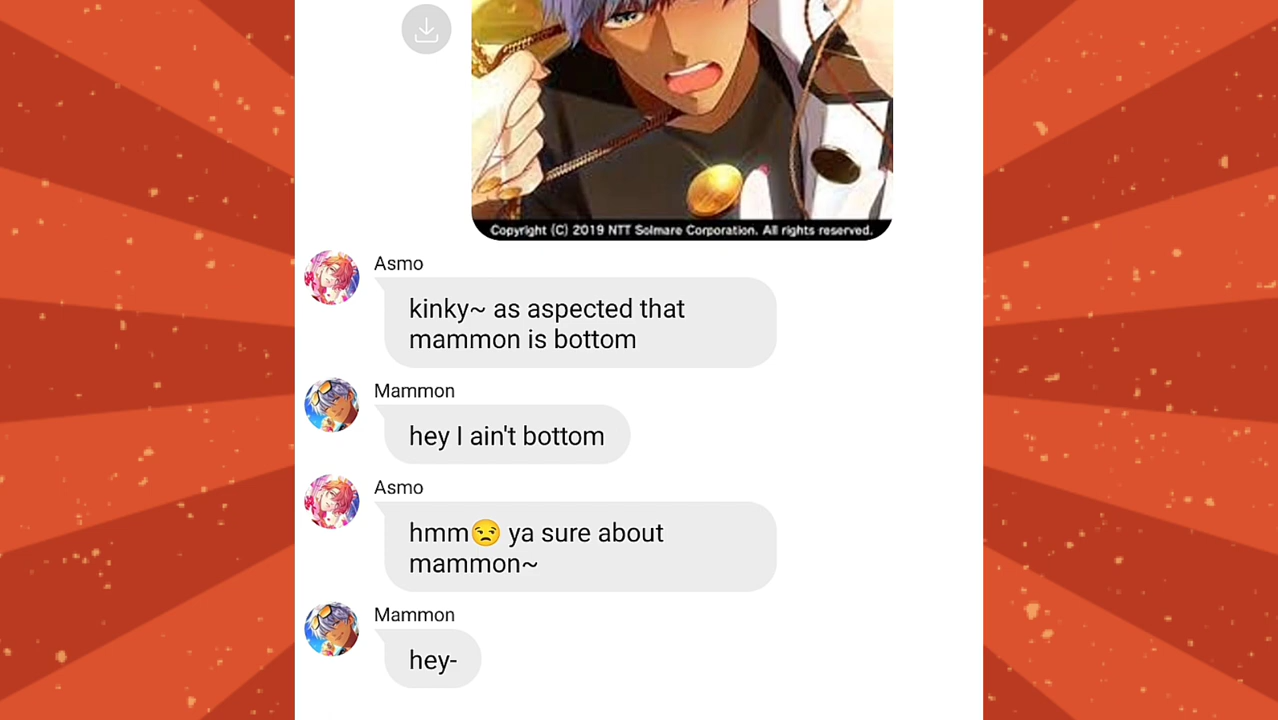 Copyright (C) 2019 NTT Solmare Corporation. All rights reserved.
Asmo
kinky~ as aspected that
mammon is bottom
Mammon
hey I ain't bottom
Asmo
hmm😒 ya sure about
mammon~
Mammon
hey-